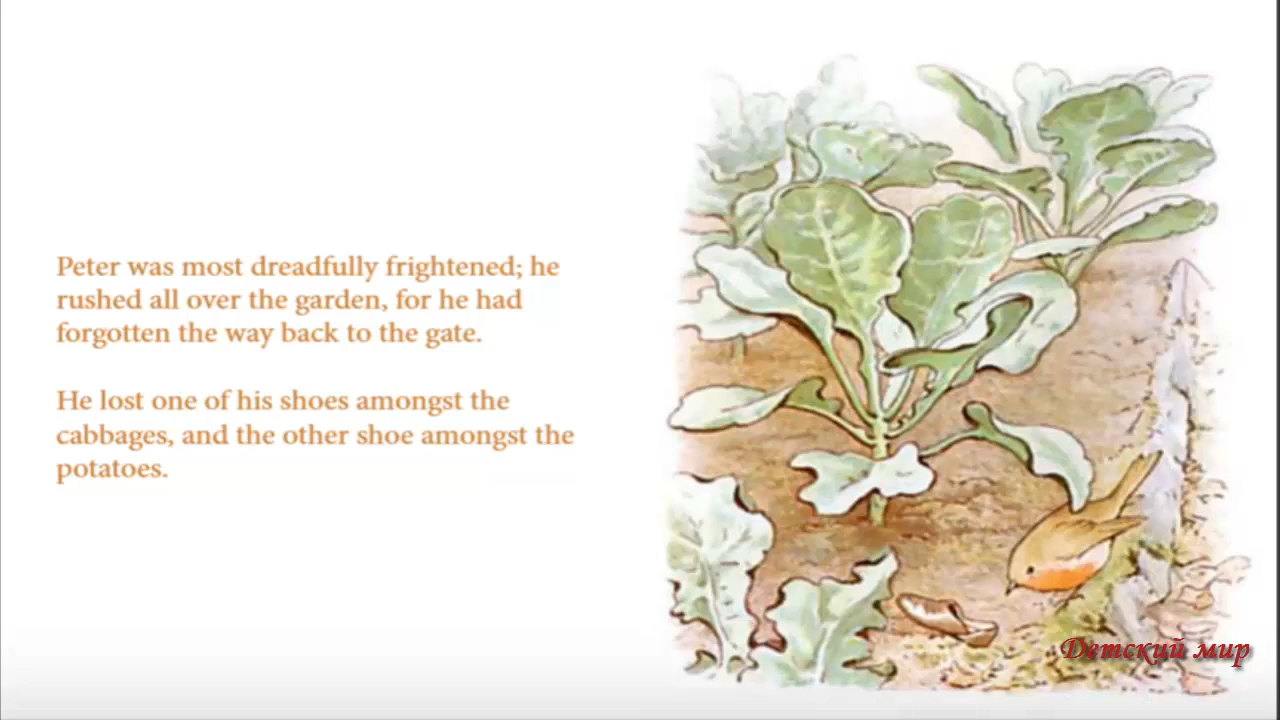 Peter was most dreadfully frightened; he
rushed all over the garden, for he had
forgotten the way back to the gate.
He lost one of his shoes amongst the
cabbages, and the other shoe amongst the
potatoes.
Детский мир